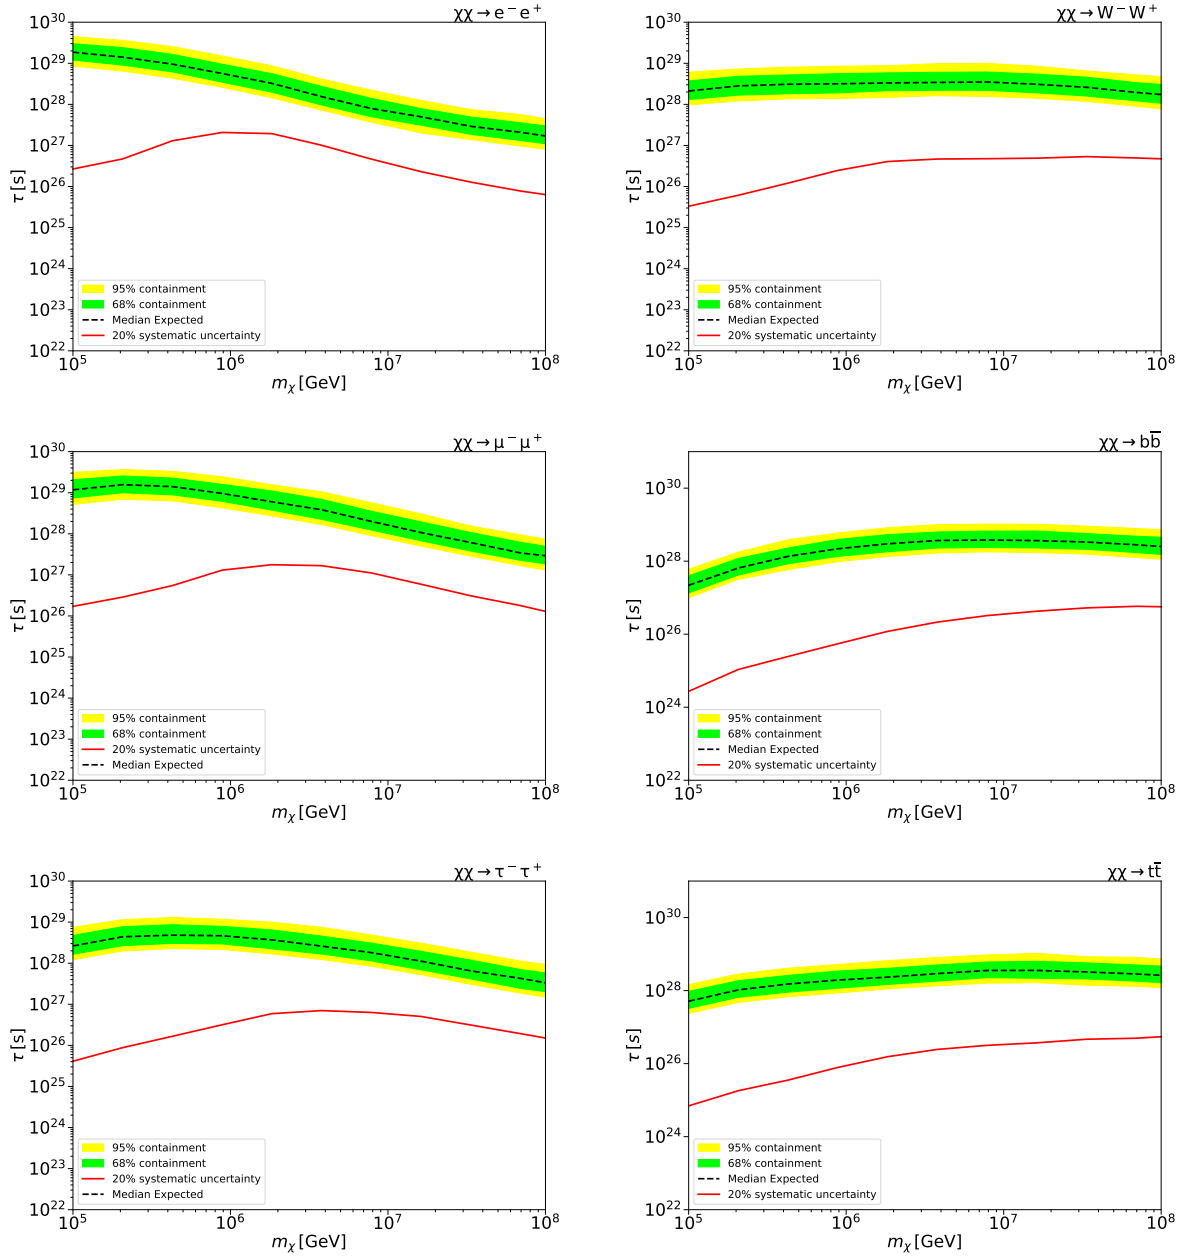 χχ → e⁻e⁺
10³⁰
10²⁹
10²⁸
10²⁷
10²⁶
10²⁵
10²⁴
10²³
10²²
τ [s]
95% containment
68% containment
Median Expected
20% systematic uncertainty
10⁵ 10⁶ 10⁷ 10⁸
mχ [GeV]
χχ → W⁻W⁺
10³⁰
10²⁹
10²⁸
10²⁷
10²⁶
10²⁵
10²⁴
10²³
10²²
τ [s]
95% containment
68% containment
Median Expected
20% systematic uncertainty
10⁵ 10⁶ 10⁷ 10⁸
mχ [GeV]
χχ → μ⁻μ⁺
10³⁰
10²⁹
10²⁸
10²⁷
10²⁶
10²⁵
10²⁴
10²³
10²²
τ [s]
95% containment
68% containment
20% systematic uncertainty
Median Expected
10⁵ 10⁶ 10⁷ 10⁸
mχ [GeV]
χχ → bb̅
10³⁰
10²⁸
10²⁶
10²⁴
10²²
τ [s]
95% containment
68% containment
Median Expected
20% systematic uncertainty
10⁵ 10⁶ 10⁷ 10⁸
mχ [GeV]
χχ → τ⁻τ⁺
10³⁰
10²⁹
10²⁸
10²⁷
10²⁶
10²⁵
10²⁴
10²³
10²²
τ [s]
95% containment
68% containment
20% systematic uncertainty
Median Expected
10⁵ 10⁶ 10⁷ 10⁸
mχ [GeV]
χχ → tt̅
10³⁰
10²⁸
10²⁶
10²⁴
10²²
τ [s]
95% containment
68% containment
Median Expected
20% systematic uncertainty
10⁵ 10⁶ 10⁷ 10⁸
mχ [GeV]